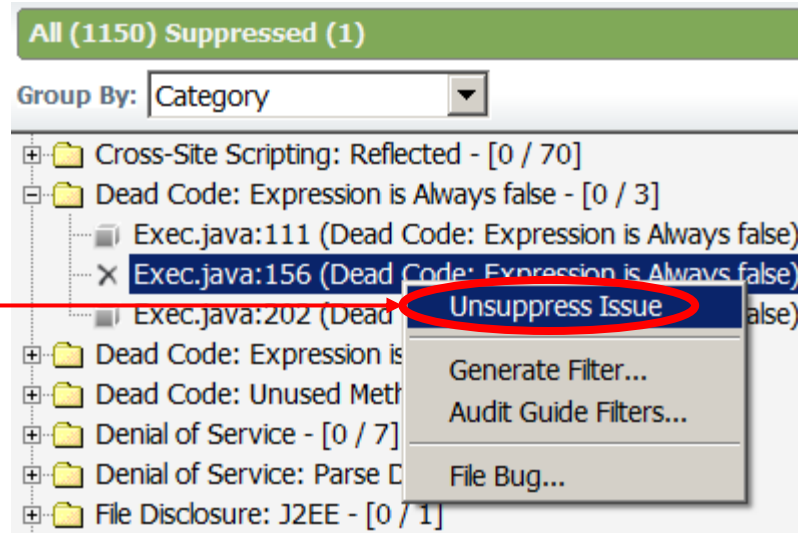 All (1150) Suppressed (1)
Group By: Category
Cross-Site Scripting: Reflected - [0 / 70]
Dead Code: Expression is Always false - [0 / 3]
Exec.java:111 (Dead Code: Expression is Always false)
Exec.java:156 (Dead Code: Expression is Always false)
Unsuppress Issue
Exec.java:202 (Dead alse)
Dead Code: Expression is
Generate Filter...
Dead Code: Unused Meth
Audit Guide Filters...
Denial of Service - [0 / 7]
Denial of Service: Parse D
File Bug...
File Disclosure: J2EE - [0 / 1]